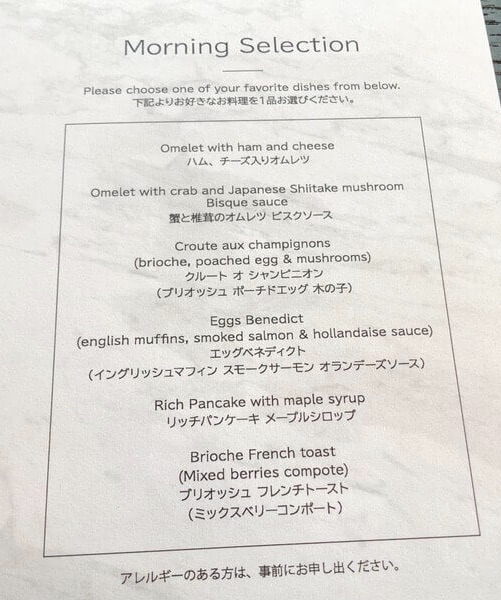 Morning Selection
Please choose one of your favorite dishes from below.
下記よりお好きなお料理を1品お選びください。
Omelet with ham and cheese
ハム、チーズ入りオムレツ
Omelet with crab and Japanese Shiitake mushroom
Bisque sauce
蟹と椎茸のオムレツ ビスクソース
Croute aux champignons
(brioche, poached egg & mushrooms)
クルート オ シャンピニオン
(ブリオッシュ ポーチドエッグ 木の子)
Eggs Benedict
(english muffins, smoked salmon & hollandaise sauce)
エッグベネディクト
(イングリッシュマフィン スモークサーモン オランデーズソース)
Rich Pancake with maple syrup
リッチパンケーキ メープルシロップ
Brioche French toast
(Mixed berries compote)
ブリオッシュ フレンチトースト
(ミックスベリーコンポート)
アレルギーのある方は、事前にお申し出ください。